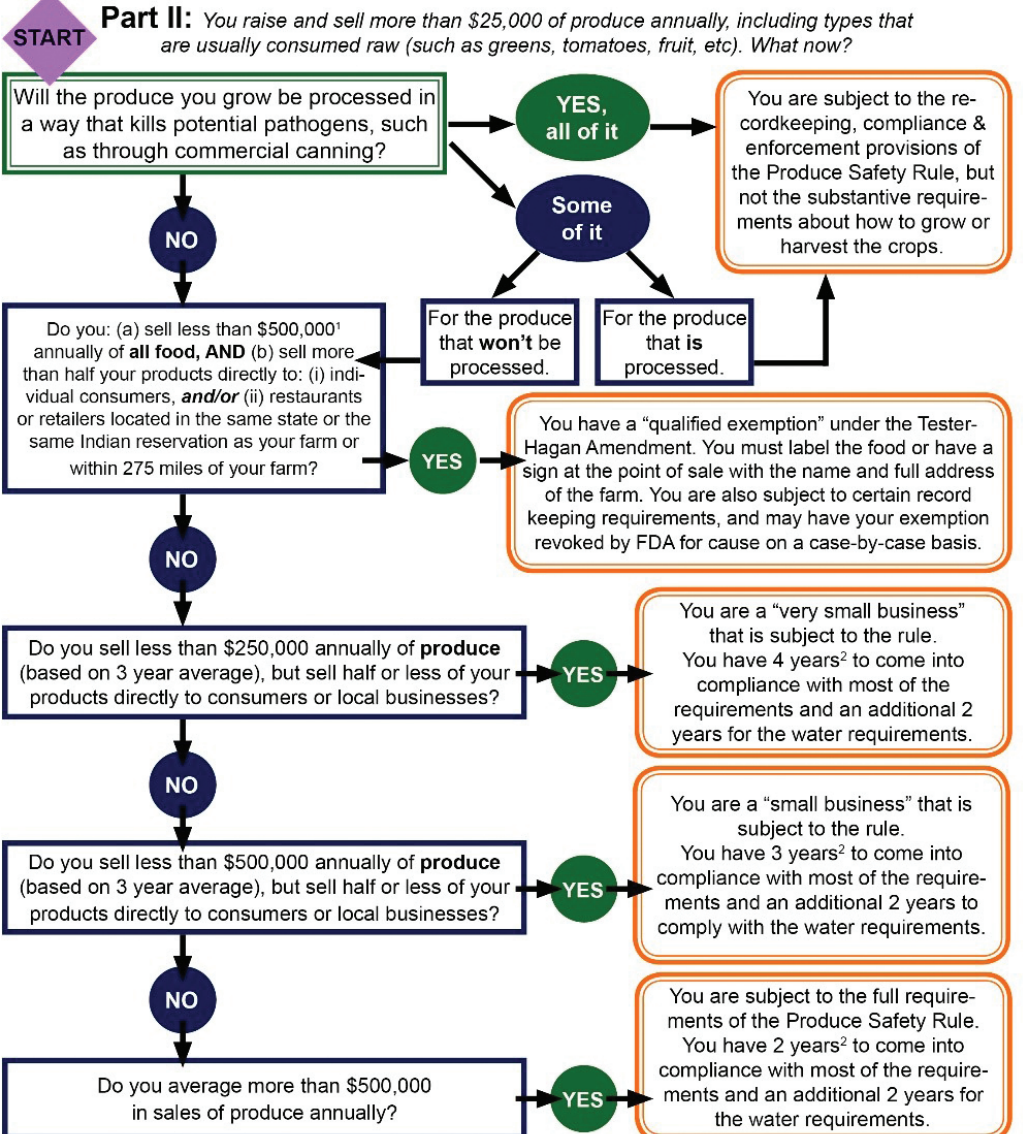 START
Part II: You raise and sell more than $25,000 of produce annually, including types that
are usually consumed raw (such as greens, tomatoes, fruit, etc). What now?
Will the produce you grow be processed in
a way that kills potential pathogens, such
as through commercial canning?
YES,
all of it
You are subject to the re-
cordkeeping, compliance &
enforcement provisions of
the Produce Safety Rule, but
not the substantive require-
ments about how to grow or
harvest the crops.
Some
of it
NO
For the produce
that won't be
processed.
For the produce
that is
processed.
Do you: (a) sell less than $500,000¹
annually of all food, AND (b) sell more
than half your products directly to: (i) indi-
vidual consumers, and/or (ii) restaurants
or retailers located in the same state or the
same Indian reservation as your farm or
within 275 miles of your farm?
YES
You have a “qualified exemption” under the Tester-
Hagan Amendment. You must label the food or have a
sign at the point of sale with the name and full address
of the farm. You are also subject to certain record
keeping requirements, and may have your exemption
revoked by FDA for cause on a case-by-case basis.
NO
Do you sell less than $250,000 annually of produce
(based on 3 year average), but sell half or less of your
products directly to consumers or local businesses?
YES
You are a “very small business”
that is subject to the rule.
You have 4 years² to come into
compliance with most of the
requirements and an additional 2
years for the water requirements.
NO
Do you sell less than $500,000 annually of produce
(based on 3 year average), but sell half or less of your
products directly to consumers or local businesses?
YES
You are a “small business” that is
subject to the rule.
You have 3 years² to come into
compliance with most of the require-
ments and an additional 2 years to
comply with the water requirements.
NO
Do you average more than $500,000
in sales of produce annually?
YES
You are subject to the full require-
ments of the Produce Safety Rule.
You have 2 years² to come into
compliance with most of the require-
ments and an additional 2 years for
the water requirements.